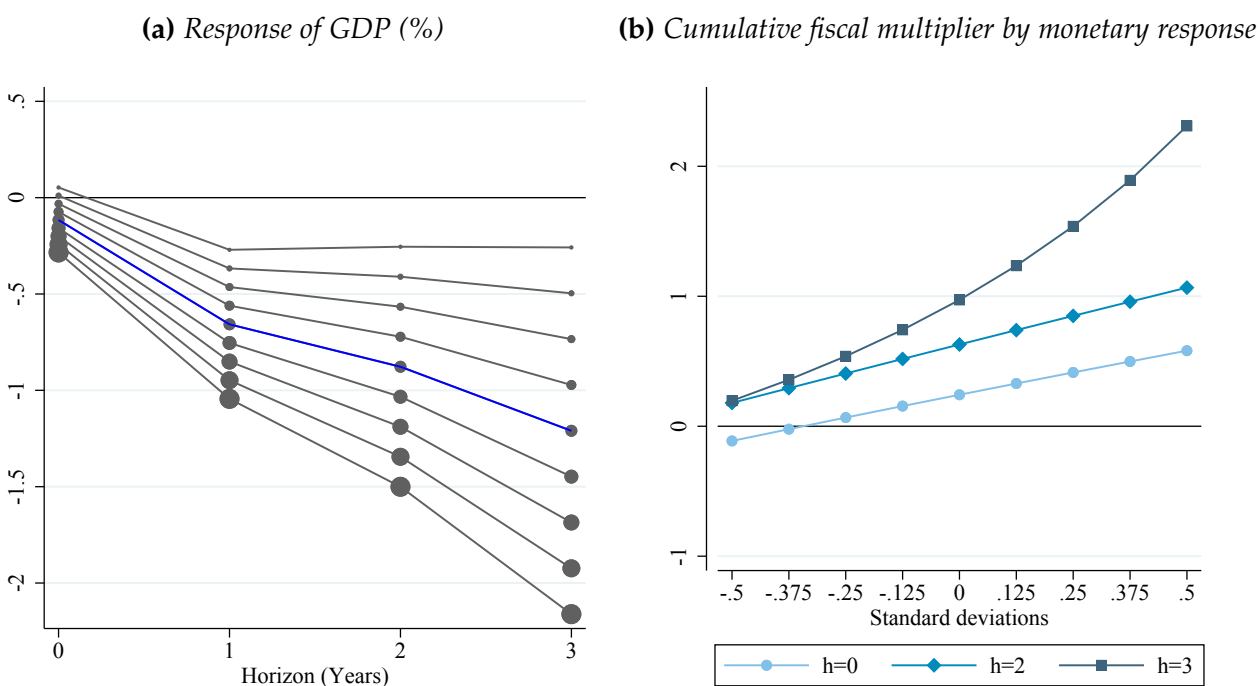 (a) Response of GDP (%)
.5
0
-.5
-1
-1.5
-2
0 1 2 3
Horizon (Years)
(b) Cumulative fiscal multiplier by monetary response
2
1
0
-1
-.5 -.375 -.25 -.125 0 .125 .25 .375 .5
Standard deviations
h=0 h=2 h=3